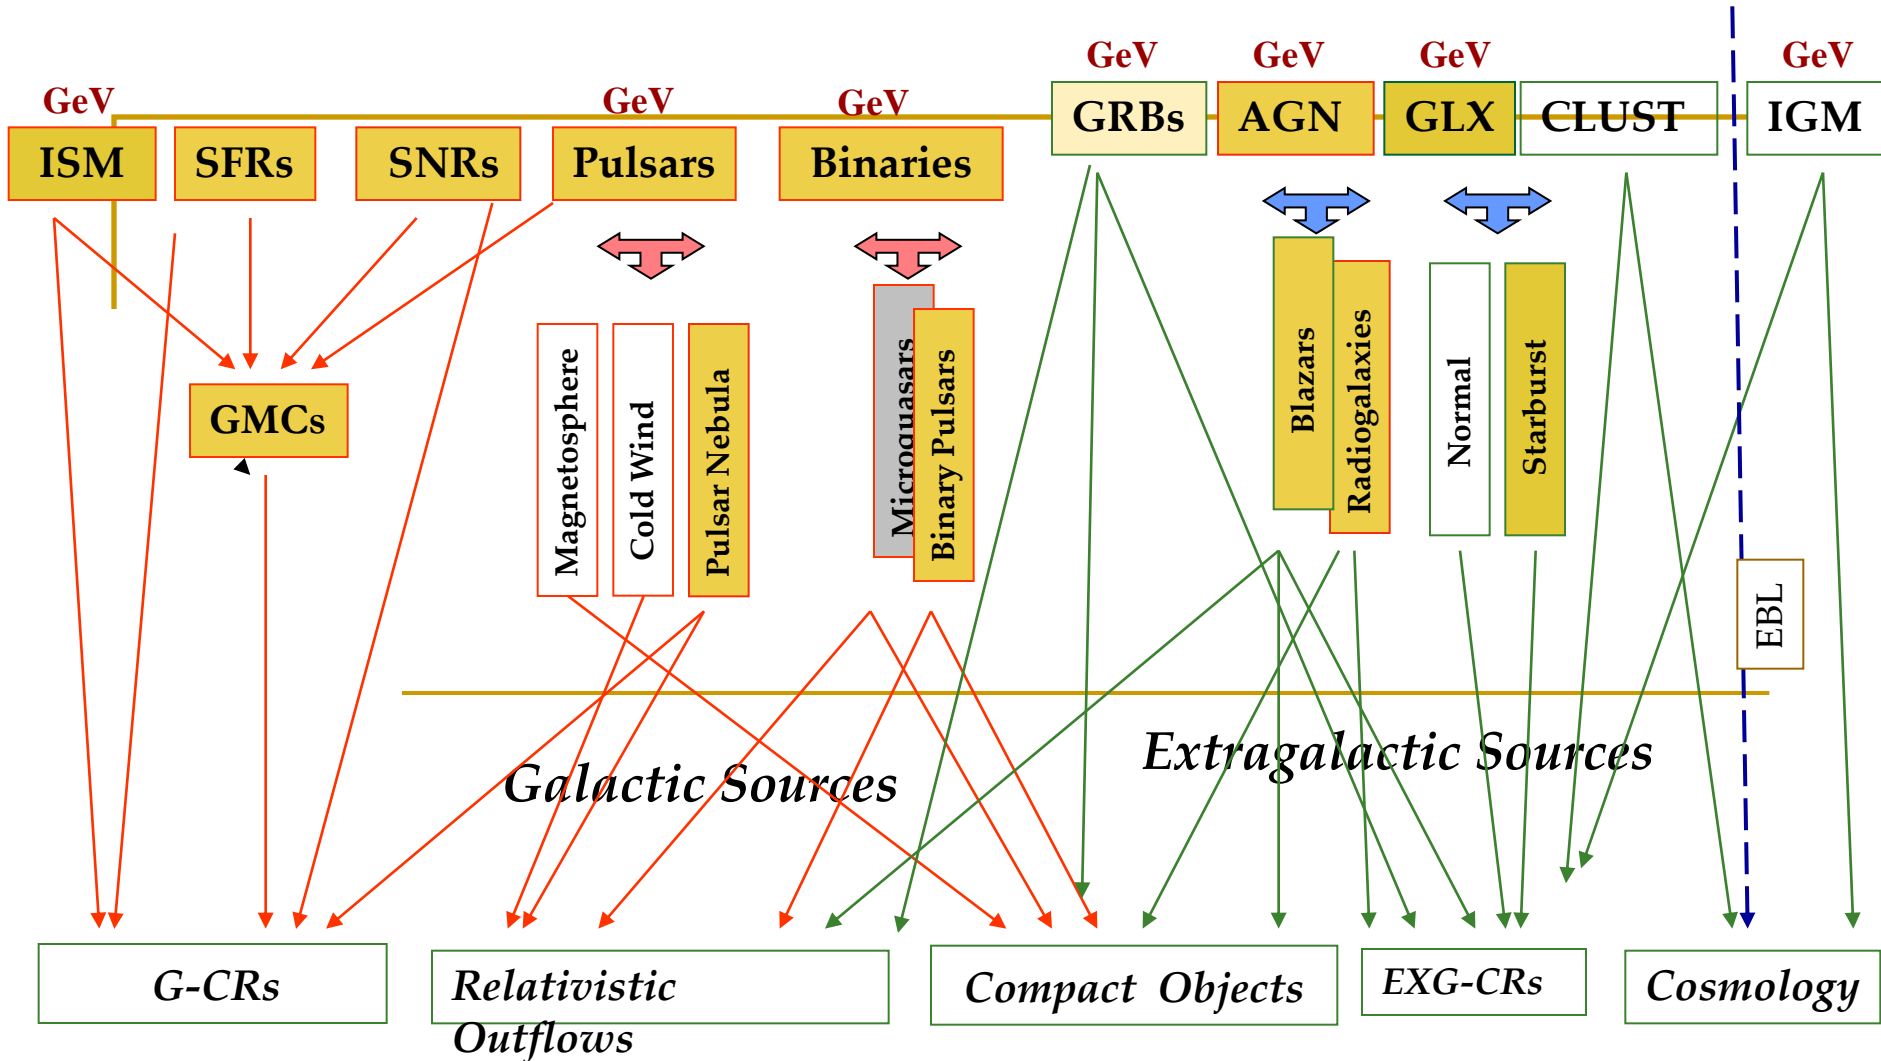 GeV
GeV
GeV
GeV
GeV
GeV
GeV
GeV
ISM
SFRs
SNRs
Pulsars
Binaries
GRBs
AGN
GLX
CLUST
IGM
GMCs
Magnetosphere
Cold Wind
Pulsar Nebula
Microquasars
Binary Pulsars
Blazars
Radiogalaxies
Normal
Starburst
EBL
Galactic Sources
Extragalactic Sources
G-CRs
Relativistic
Outflows
Compact Objects
EXG-CRs
Cosmology